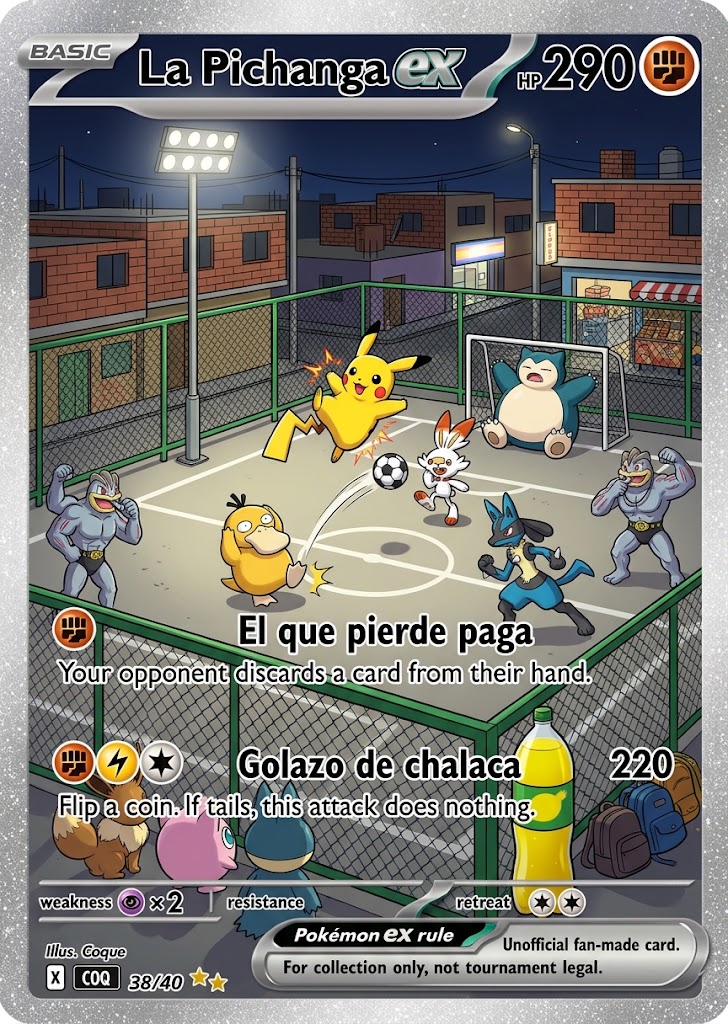 BASIC
La Pichanga ex
HP 290
El que pierde paga
Your opponent discards a card from their hand.
Golazo de chalaca 220
Flip a coin. If tails, this attack does nothing.
weakness ×2 resistance retreat
Pokémon ex rule
Unofficial fan-made card.
For collection only, not tournament legal.
Illus. Coque
X COQ 38/40